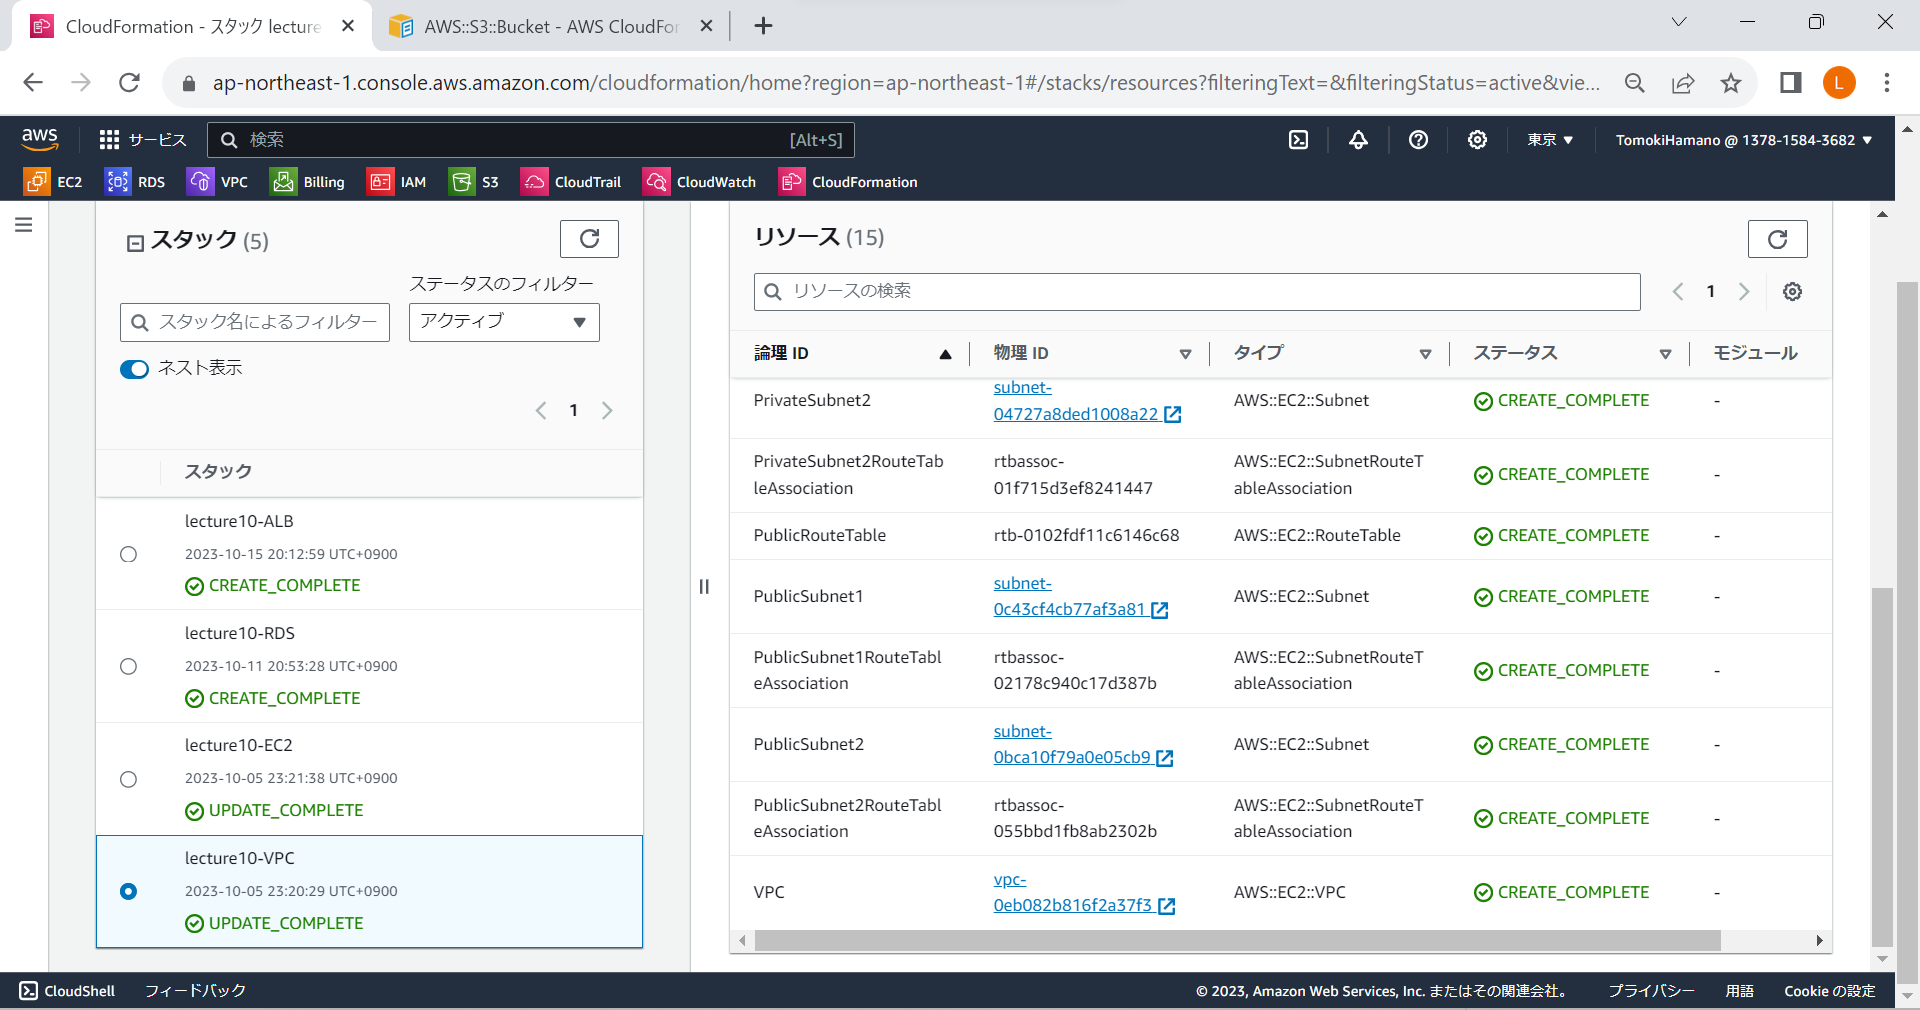 CloudFormation - スタック lecture
AWS::S3::Bucket - AWS CloudFor
ap-northeast-1.console.aws.amazon.com/cloudformation/home?region=ap-northeast-1#/stacks/resources?filteringText=&filteringStatus=active&vie...
L
aws
サービス
検索
[Alt+S]
東京
TomokiHamano @ 1378-1584-3682
EC2
RDS
VPC
Billing
IAM
S3
CloudTrail
CloudWatch
CloudFormation
スタック (5)
ステータスのフィルター
スタック名によるフィルター
アクティブ
ネスト表示
1
スタック
lecture10-ALB
2023-10-15 20:12:59 UTC+0900
CREATE_COMPLETE
lecture10-RDS
2023-10-11 20:53:28 UTC+0900
CREATE_COMPLETE
lecture10-EC2
2023-10-05 23:21:38 UTC+0900
UPDATE_COMPLETE
lecture10-VPC
2023-10-05 23:20:29 UTC+0900
UPDATE_COMPLETE
リソース (15)
リソースの検索
1
論理 ID 物理 ID タイプ ステータス モジュール
subnet-
PrivateSubnet2 04727a8ded1008a22 AWS::EC2::Subnet CREATE_COMPLETE -
PrivateSubnet2RouteTab rtbassoc- AWS::EC2::SubnetRouteT CREATE_COMPLETE -
leAssociation 01f715d3ef8241447 ableAssociation
PublicRouteTable rtb-0102fdf11c6146c68 AWS::EC2::RouteTable CREATE_COMPLETE -
subnet-
PublicSubnet1 0c43cf4cb77af3a81 AWS::EC2::Subnet CREATE_COMPLETE -
PublicSubnet1RouteTabl rtbassoc- AWS::EC2::SubnetRouteT CREATE_COMPLETE -
eAssociation 02178c940c17d387b ableAssociation
subnet-
PublicSubnet2 0bca10f79a0e05cb9 AWS::EC2::Subnet CREATE_COMPLETE -
PublicSubnet2RouteTabl rtbassoc- AWS::EC2::SubnetRouteT CREATE_COMPLETE -
eAssociation 055bbd1fb8ab2302b ableAssociation
vpc-
VPC 0eb082b816f2a37f3 AWS::EC2::VPC CREATE_COMPLETE -
CloudShell
フィードバック
© 2023, Amazon Web Services, Inc. またはその関連会社。
プライバシー
用語
Cookie の設定